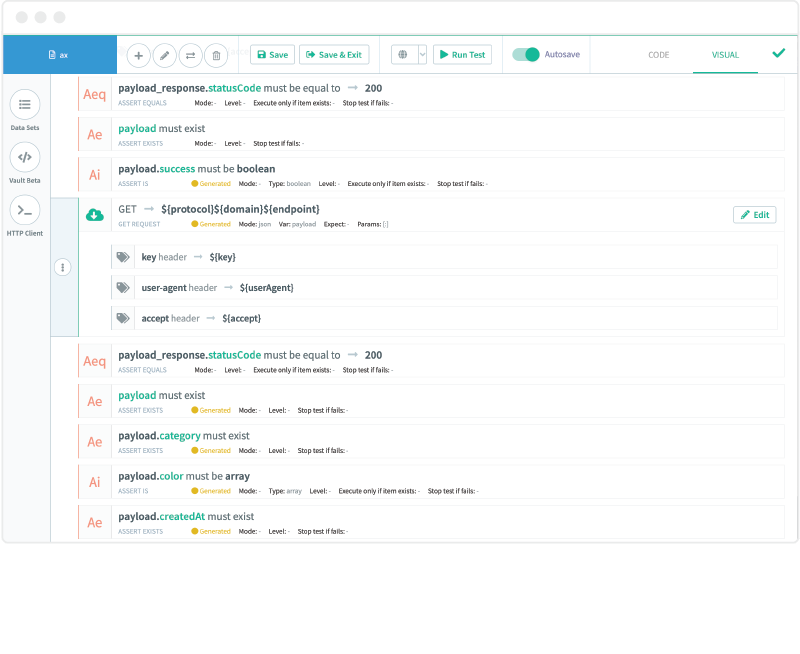 ax
Save
Save & Exit
Run Test
Autosave
CODE
VISUAL
Data Sets
Vault Beta
HTTP Client
Aeq
payload_response.statusCode must be equal to → 200
ASSERT EQUALS Mode: - Level: - Execute only if item exists: - Stop test if fails: -
Ae
payload must exist
ASSERT EXISTS Mode: - Level: - Stop test if fails: -
Ai
payload.success must be boolean
ASSERT IS Generated Mode: - Type: boolean Level: - Execute only if item exists: - Stop test if fails: -
GET → ${protocol}${domain}${endpoint}
GET REQUEST Generated Mode: json Var: payload Expect: - Params: [;]
Edit
key header → ${key}
user-agent header → ${userAgent}
accept header → ${accept}
Aeq
payload_response.statusCode must be equal to → 200
ASSERT EQUALS Mode: - Level: - Execute only if item exists: - Stop test if fails: -
Ae
payload must exist
ASSERT EXISTS Generated Mode: - Level: - Stop test if fails: -
Ae
payload.category must exist
ASSERT EXISTS Generated Mode: - Level: - Stop test if fails: -
Ai
payload.color must be array
ASSERT IS Generated Mode: - Type: array Level: - Execute only if item exists: - Stop test if fails: -
Ae
payload.createdAt must exist
ASSERT EXISTS Generated Mode: - Level: - Stop test if fails: -